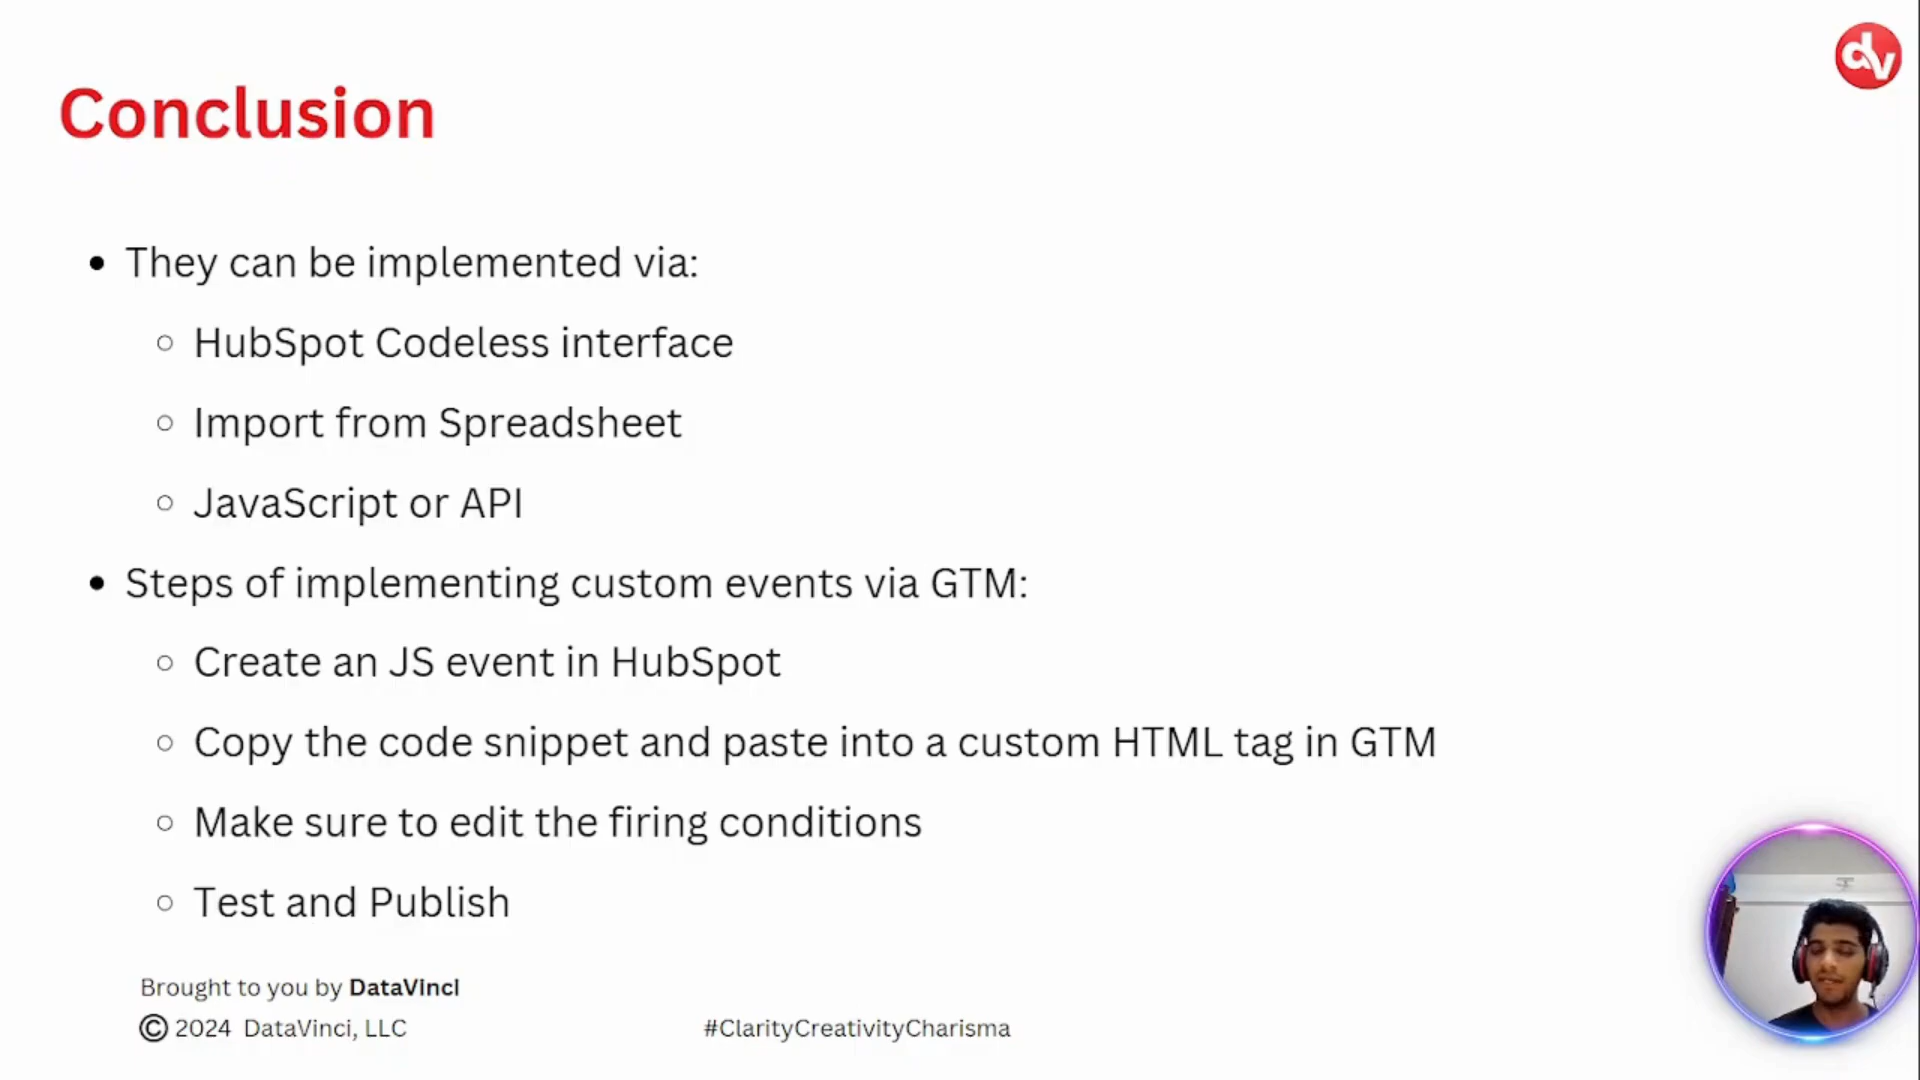 dv
Conclusion
They can be implemented via:
HubSpot Codeless interface
Import from Spreadsheet
JavaScript or API
Steps of implementing custom events via GTM:
Create an JS event in HubSpot
Copy the code snippet and paste into a custom HTML tag in GTM
Make sure to edit the firing conditions
Test and Publish
Brought to you by DataVinci
© 2024 DataVinci, LLC
#ClarityCreativityCharisma